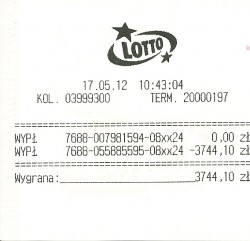 LOTTO
17.05.12 10:43:04
KOL. 03999300 TERM. 20000197
WYPŁ 7688-007981594-08xx24 0,00 zł
WYPŁ 7688-055885595-08xx24 -3744,10 zł
Wygrana: 3744,10 zł